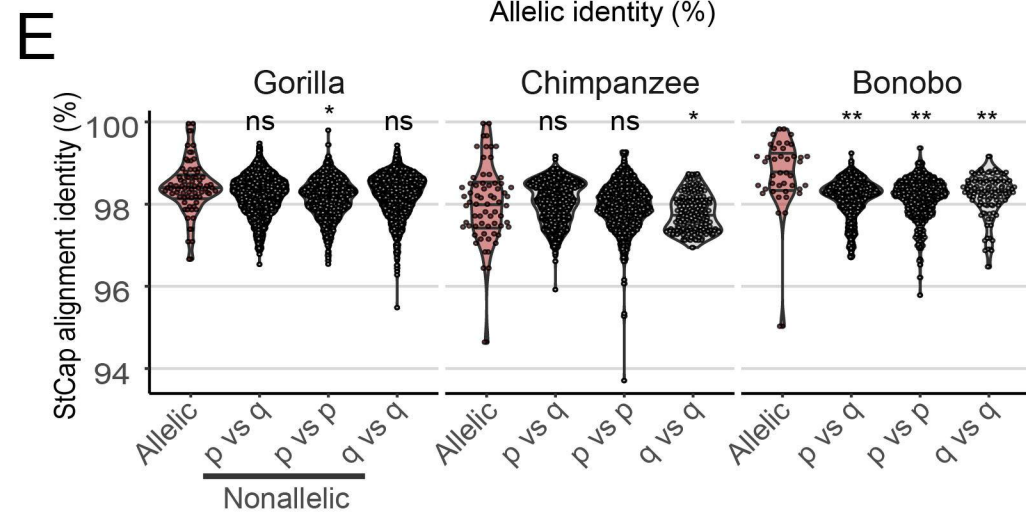 Allelic identity (%)
E
Gorilla Chimpanzee Bonobo
StCap alignment identity (%)
ns * ns ns ns * ** ** **
100
98
96
94
Allelic p vs q p vs p q vs q Allelic p vs q p vs p q vs q Allelic p vs q p vs p q vs q
Nonallelic